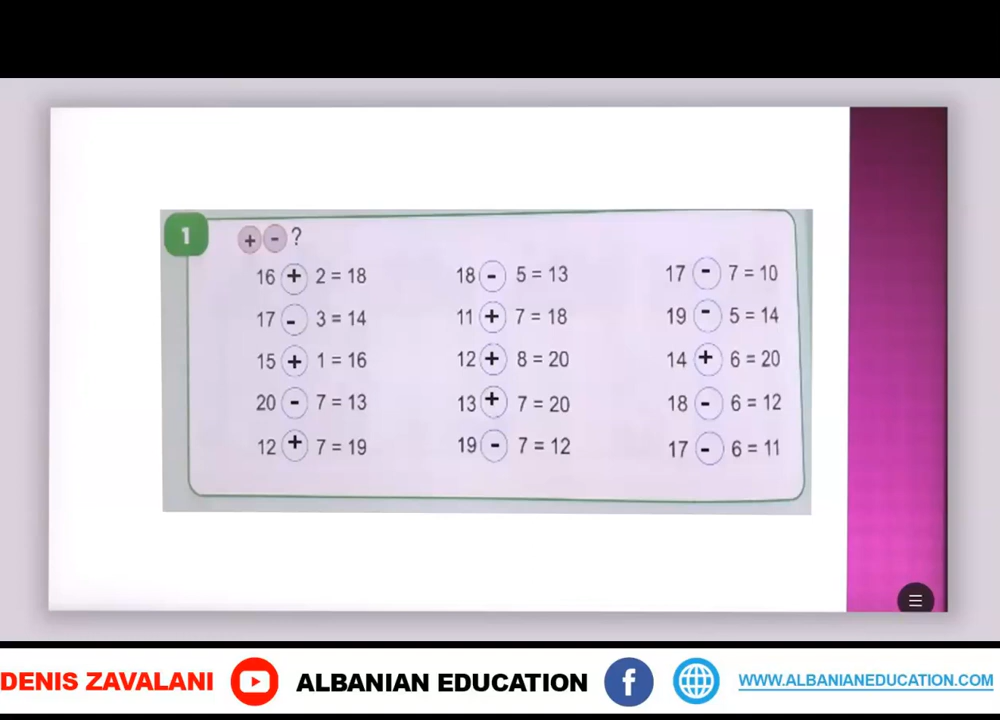 1
+ - ?
16 + 2 = 18
17 - 3 = 14
15 + 1 = 16
20 - 7 = 13
12 + 7 = 19
18 - 5 = 13
11 + 7 = 18
12 + 8 = 20
13 + 7 = 20
19 - 7 = 12
17 - 7 = 10
19 - 5 = 14
14 + 6 = 20
18 - 6 = 12
17 - 6 = 11
DENIS ZAVALANI ALBANIAN EDUCATION f WWW.ALBANIANEDUCATION.COM